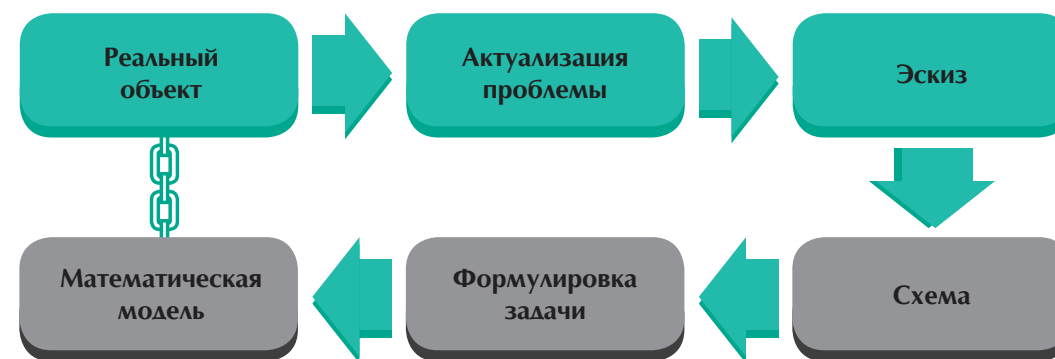 Реальный
объект
Актуализация
проблемы
Эскиз
Математическая
модель
Формулировка
задачи
Схема